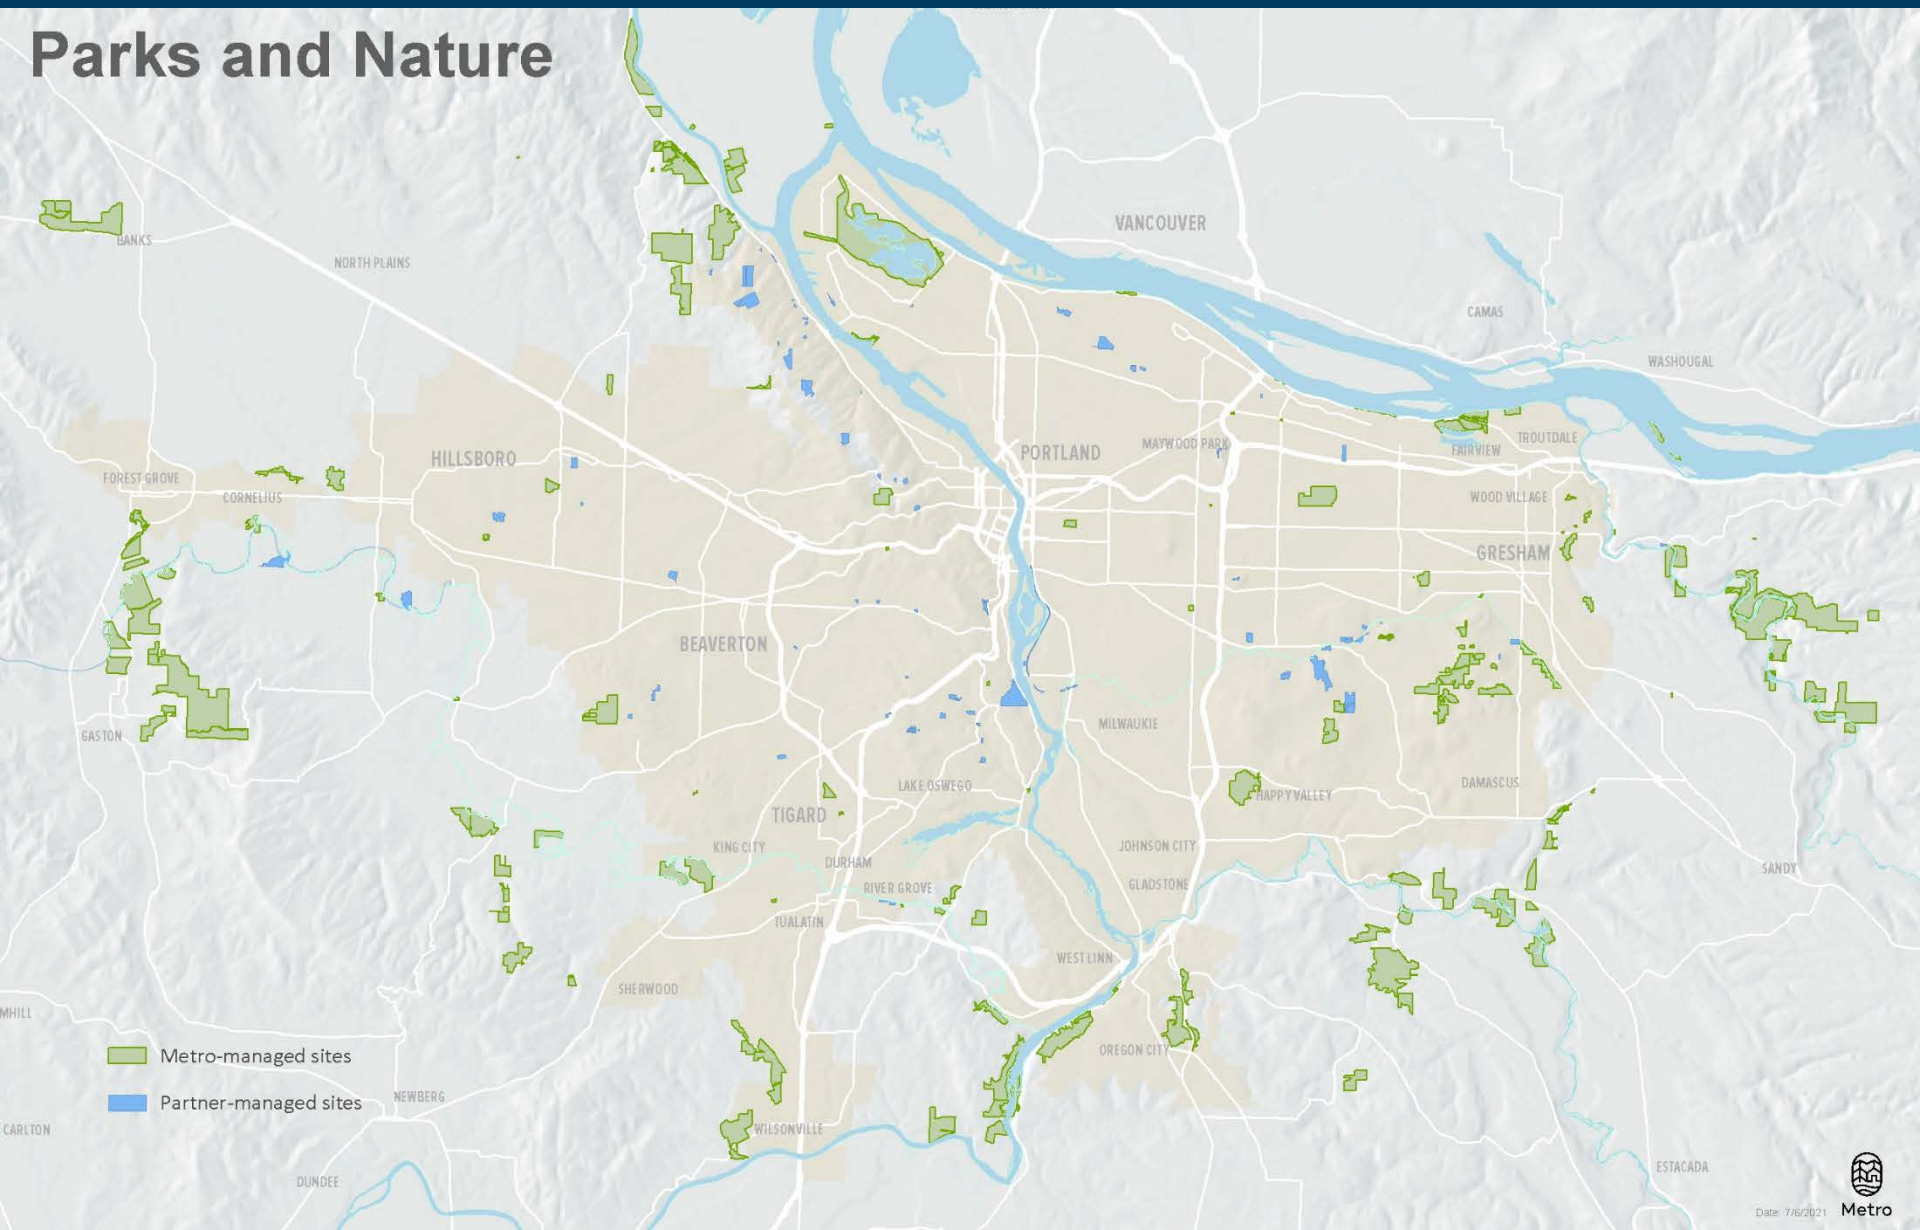 Parks and Nature
VANCOUVER
BANKS
NORTH PLAINS
CAMAS
WASHOUGAL
HILLSBORO
PORTLAND
MAYWOOD PARK
TROUTDALE
FAIRVIEW
FOREST GROVE
CORNELIUS
WOOD VILLAGE
GRESHAM
BEAVERTON
GASTON
MILWAUKIE
LAKE OSWEGO
DAMASCUS
HAPPY VALLEY
TIGARD
KING CITY
JOHNSON CITY
DURHAM
SANDY
RIVER GROVE
GLADSTONE
TUALATIN
WEST LINN
SHERWOOD
MHILL
OREGON CITY
Metro-managed sites
Partner-managed sites
NEWBERG
CARLTON
WILSONVILLE
ESTACADA
DUNDEE
Date: 7/6/2021
Metro